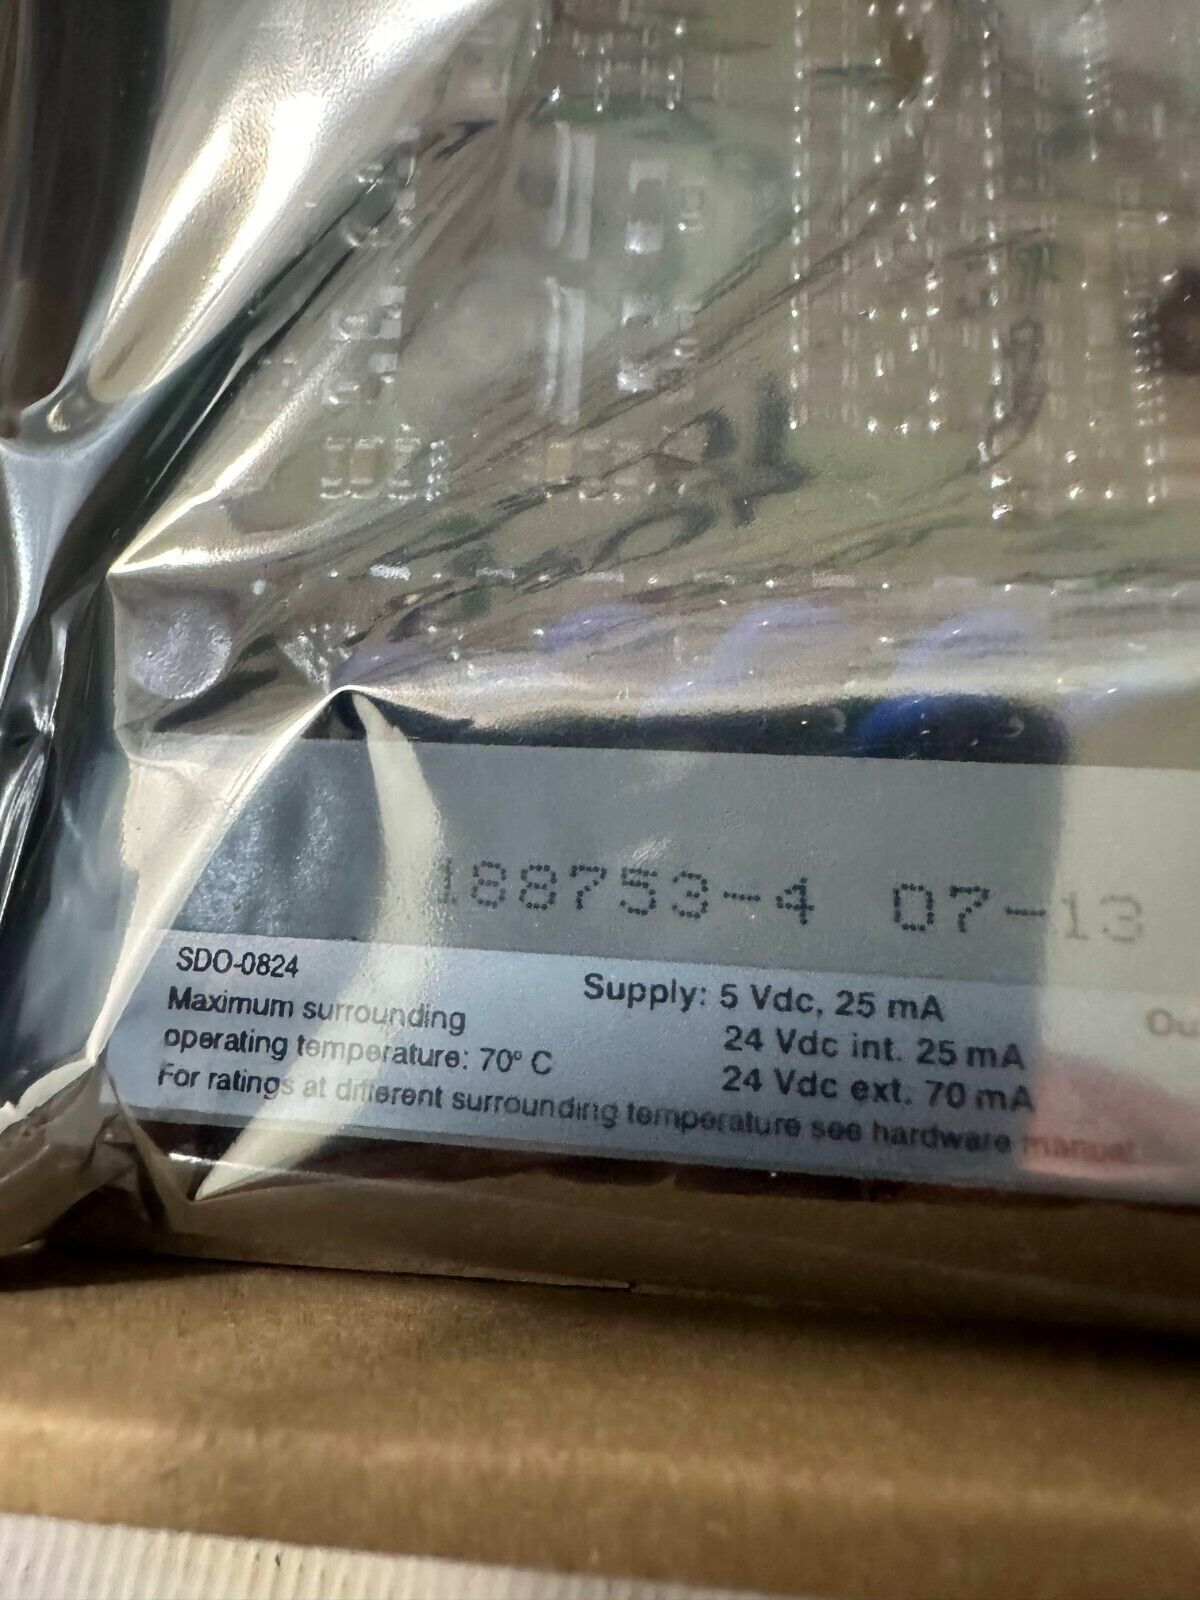 188753-4 07-13
SDO-0824
Maximum surrounding
operating temperature: 70° C
For ratings at different surrounding temperature see hardware manual
Supply: 5 Vdc, 25 mA
24 Vdc int. 25 mA
24 Vdc ext. 70 mA